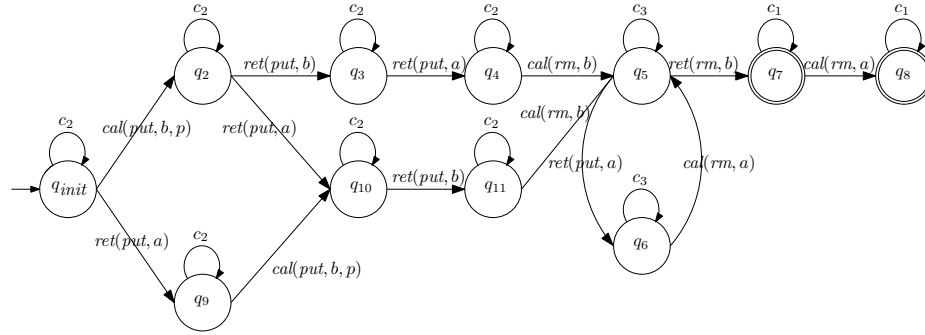 c2
c2
c2
c3
c1
c1
q2
ret(put, b)
q3
ret(put, a)
q4
cal(rm, b)
q5
ret(rm, b)
q7
cal(rm, a)
q8
c2
cal(put, b, p)
ret(put, a)
c2
c2
cal(rm, b)
qinit
q10
ret(put, b)
q11
ret(put, a)
c3
cal(rm, a)
ret(put, a)
c2
cal(put, b, p)
q6
q9